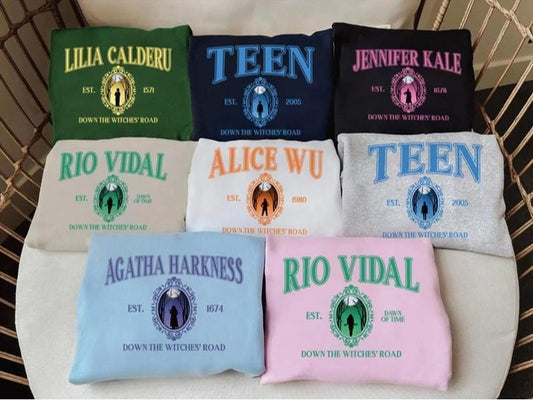 LILIA CALDERU
EST. 1571
DOWN THE WITCHES' ROAD
TEEN
EST. 2005
DOWN THE WITCHES' ROAD
JENNIFER KALE
EST. 1678
DOWN THE WITCHES' ROAD
RIO VIDAL
EST. DAWN
OF TIME
DOWN THE WITCHES' ROAD
ALICE WU
EST. 1980
DOWN THE WITCHES' ROAD
TEEN
EST. 2005
DOWN THE WITCHES' ROAD
AGATHA HARKNESS
EST. 1674
DOWN THE WITCHES' ROAD
RIO VIDAL
EST. DAWN
OF TIME
DOWN THE WITCHES' ROAD